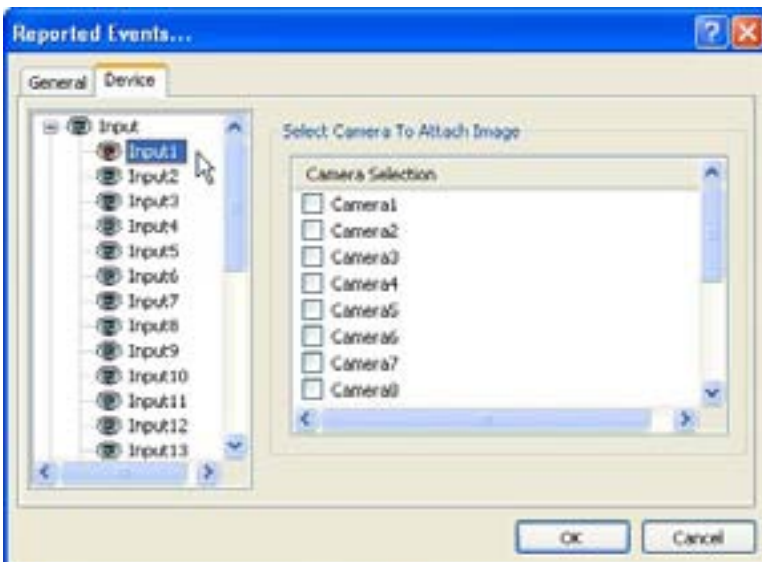 Reported Events...
General
Device
Input
Input1
Input2
Input3
Input4
Input5
Input6
Input7
Input8
Input9
Input10
Input11
Input12
Input13
Select Camera To Attach Image
Camera Selection
Camera1
Camera2
Camera3
Camera4
Camera5
Camera6
Camera7
Camera8
OK
Cancel